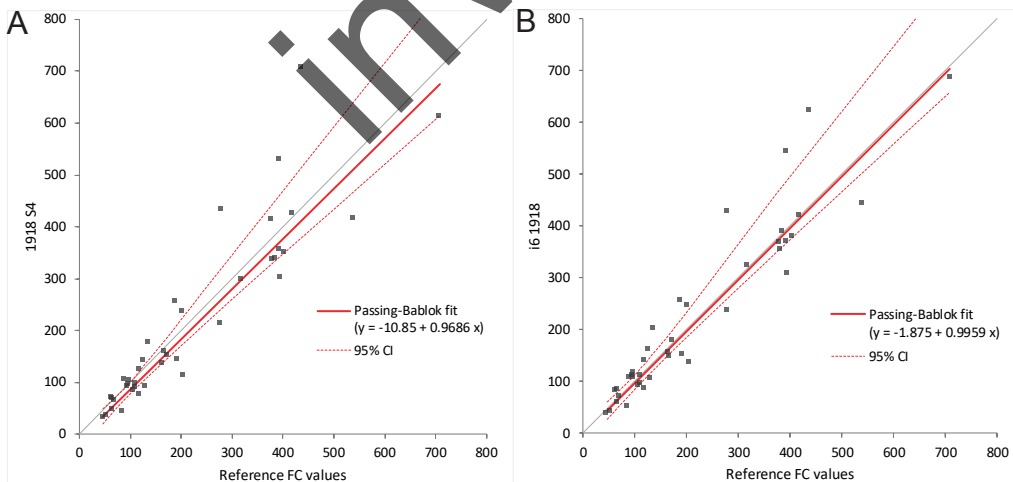 A
800
700
600
500
400
300
200
100
0
0 100 200 300 400 500 600 700 800
1918 S4
Reference FC values
Passing-Bablok fit
(y = -10.85 + 0.9686 x)
95% CI
B
800
700
600
500
400
300
200
100
0
0 100 200 300 400 500 600 700 800
i6 1918
Reference FC values
Passing-Bablok fit
(y = -1.875 + 0.9959 x)
95% CI